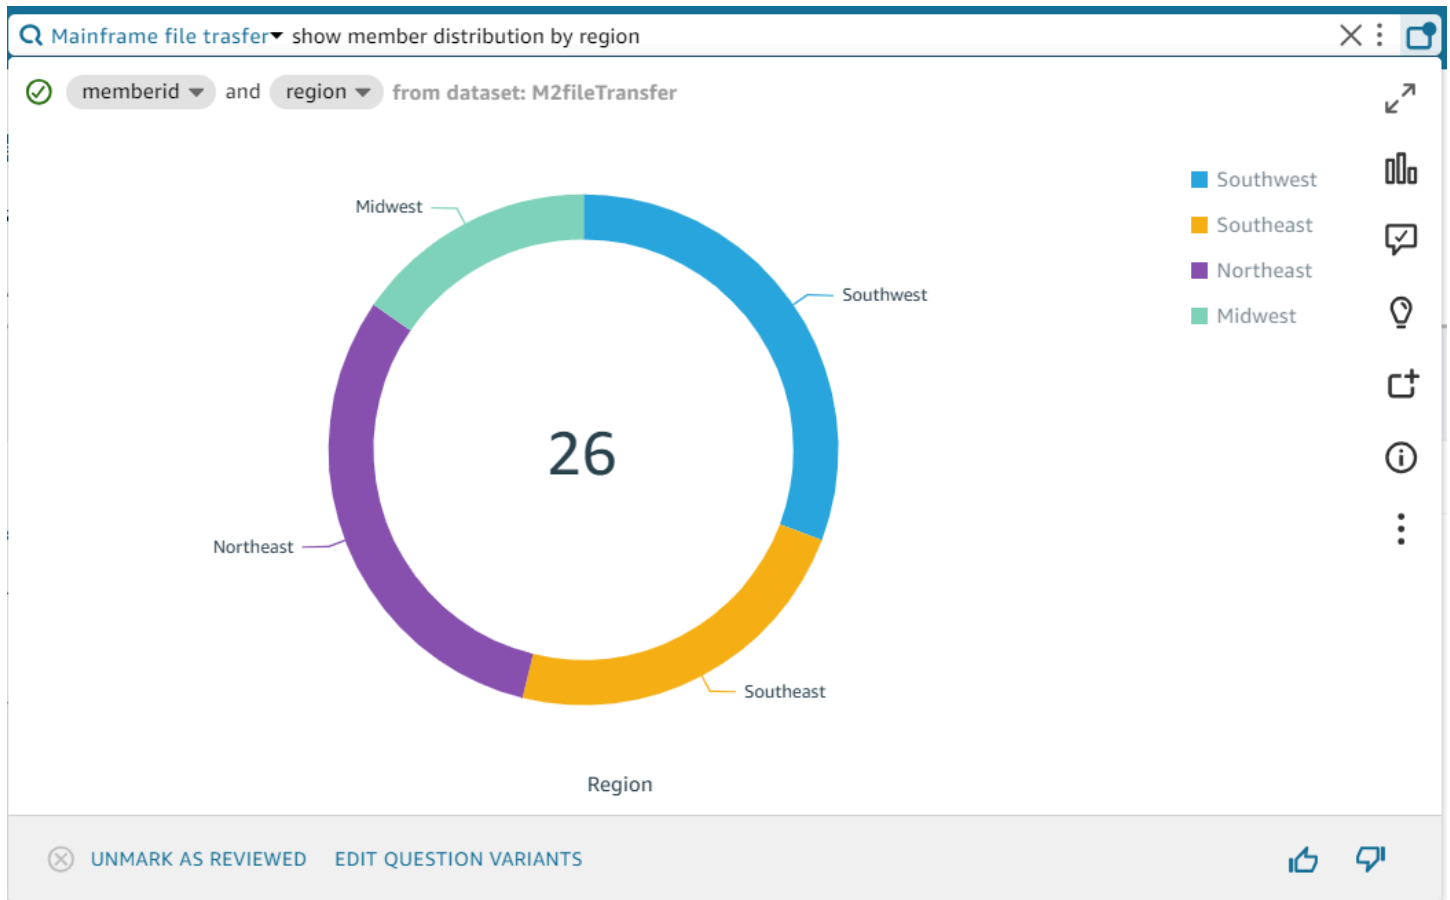 Mainframe file trasfer show member distribution by region
memberid and region from dataset: M2fileTransfer
Southwest
Southeast
Northeast
Midwest
Midwest
Southwest
26
Northeast
Southeast
Region
UNMARK AS REVIEWED EDIT QUESTION VARIANTS